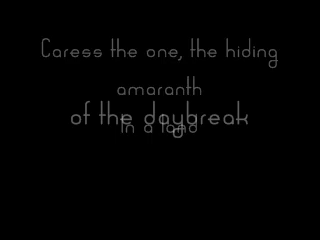 Caress the one, the hiding
amaranth
In a land
of the daybreak